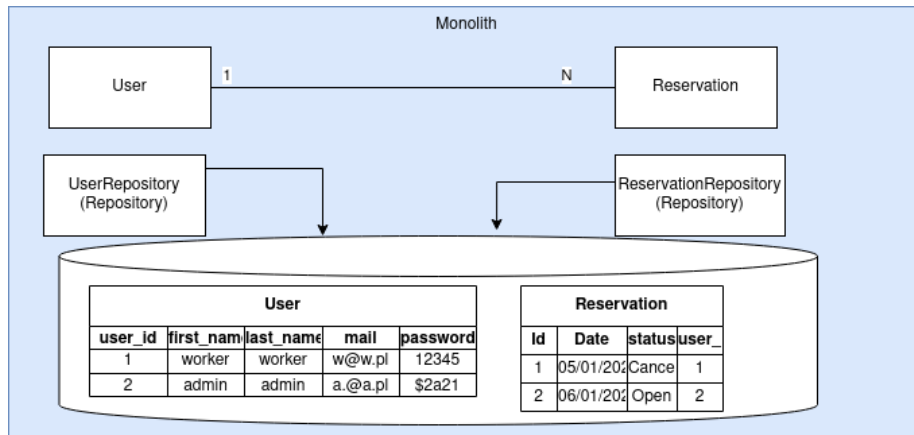 Monolith
User
1
N
Reservation
UserRepository
(Repository)
ReservationRepository
(Repository)
User
user_id first_nam last_name mail password
1 worker worker w@w.pl 12345
2 admin admin a.@a.pl $2a21
Reservation
Id Date status user_
1 05/01/202 Cance 1
2 06/01/202 Open 2